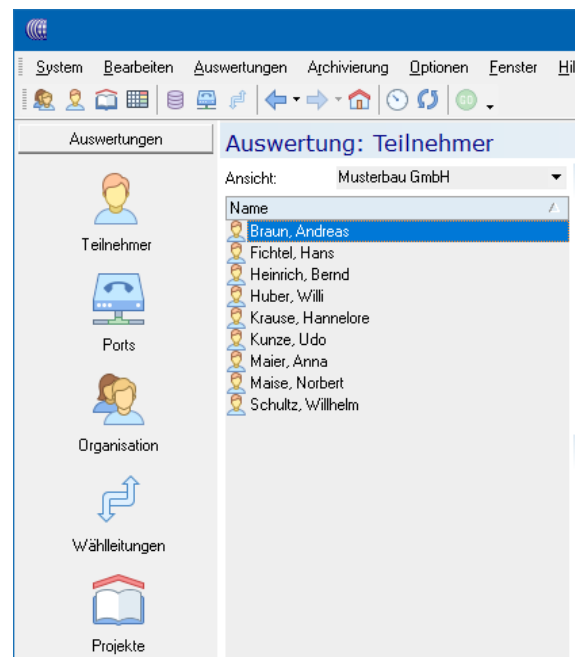 System Bearbeiten Auswertungen Archivierung Optionen Fenster
GO
Auswertungen
Auswertung: Teilnehmer
Ansicht: Musterbau GmbH
Name
Braun, Andreas
Fichtel, Hans
Heinrich, Bernd
Huber, Willi
Krause, Hannelore
Kunze, Udo
Maier, Anna
Maise, Norbert
Schultz, Willhelm
Teilnehmer
Ports
Organisation
Wählleitungen
Projekte